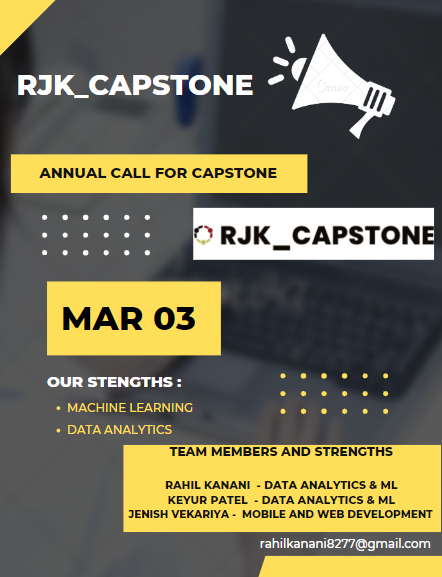 RJK_CAPSTONE
Canva
ANNUAL CALL FOR CAPSTONE
RJK_CAPSTONE
MAR 03
OUR STENGTHS :
• MACHINE LEARNING
• DATA ANALYTICS
TEAM MEMBERS AND STRENGTHS
RAHIL KANANI - DATA ANALYTICS & ML
KEYUR PATEL - DATA ANALYTICS & ML
JENISH VEKARIYA - MOBILE AND WEB DEVELOPMENT
rahilkanani8277@gmail.com